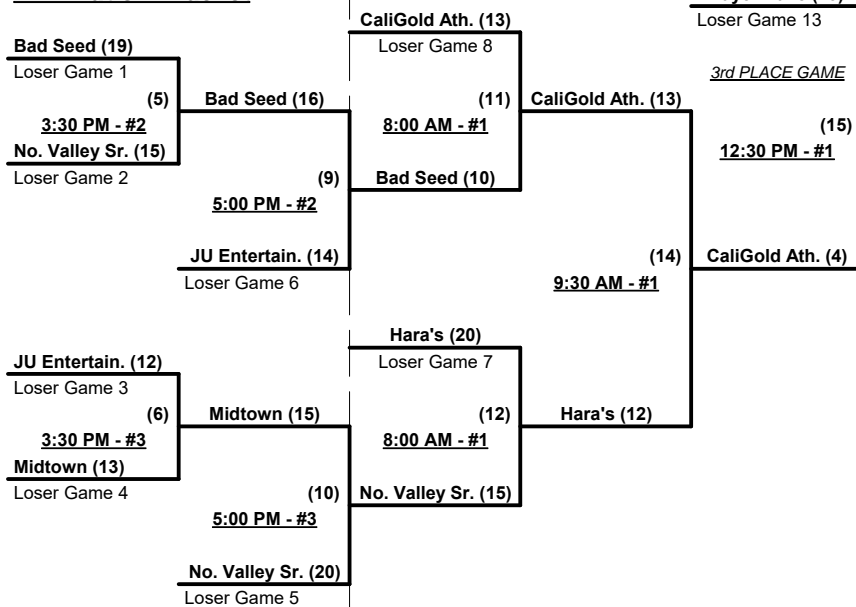 CaliGold Ath. (13)
Loser Game 13
Bad Seed (19)
Loser Game 8
Loser Game 1
3rd PLACE GAME
(5)
Bad Seed (16)
(11)
CaliGold Ath. (13)
3:30 PM - #2
8:00 AM - #1
(15)
No. Valley Sr. (15)
12:30 PM - #1
Loser Game 2
(9)
Bad Seed (10)
5:00 PM - #2
JU Entertain. (14)
(14)
CaliGold Ath. (4)
Loser Game 6
9:30 AM - #1
Hara's (20)
JU Entertain. (12)
Loser Game 7
Loser Game 3
(6)
Midtown (15)
(12)
Hara's (12)
3:30 PM - #3
8:00 AM - #1
Midtown (13)
Loser Game 4
(10)
No. Valley Sr. (15)
5:00 PM - #3
No. Valley Sr. (20)
Loser Game 5